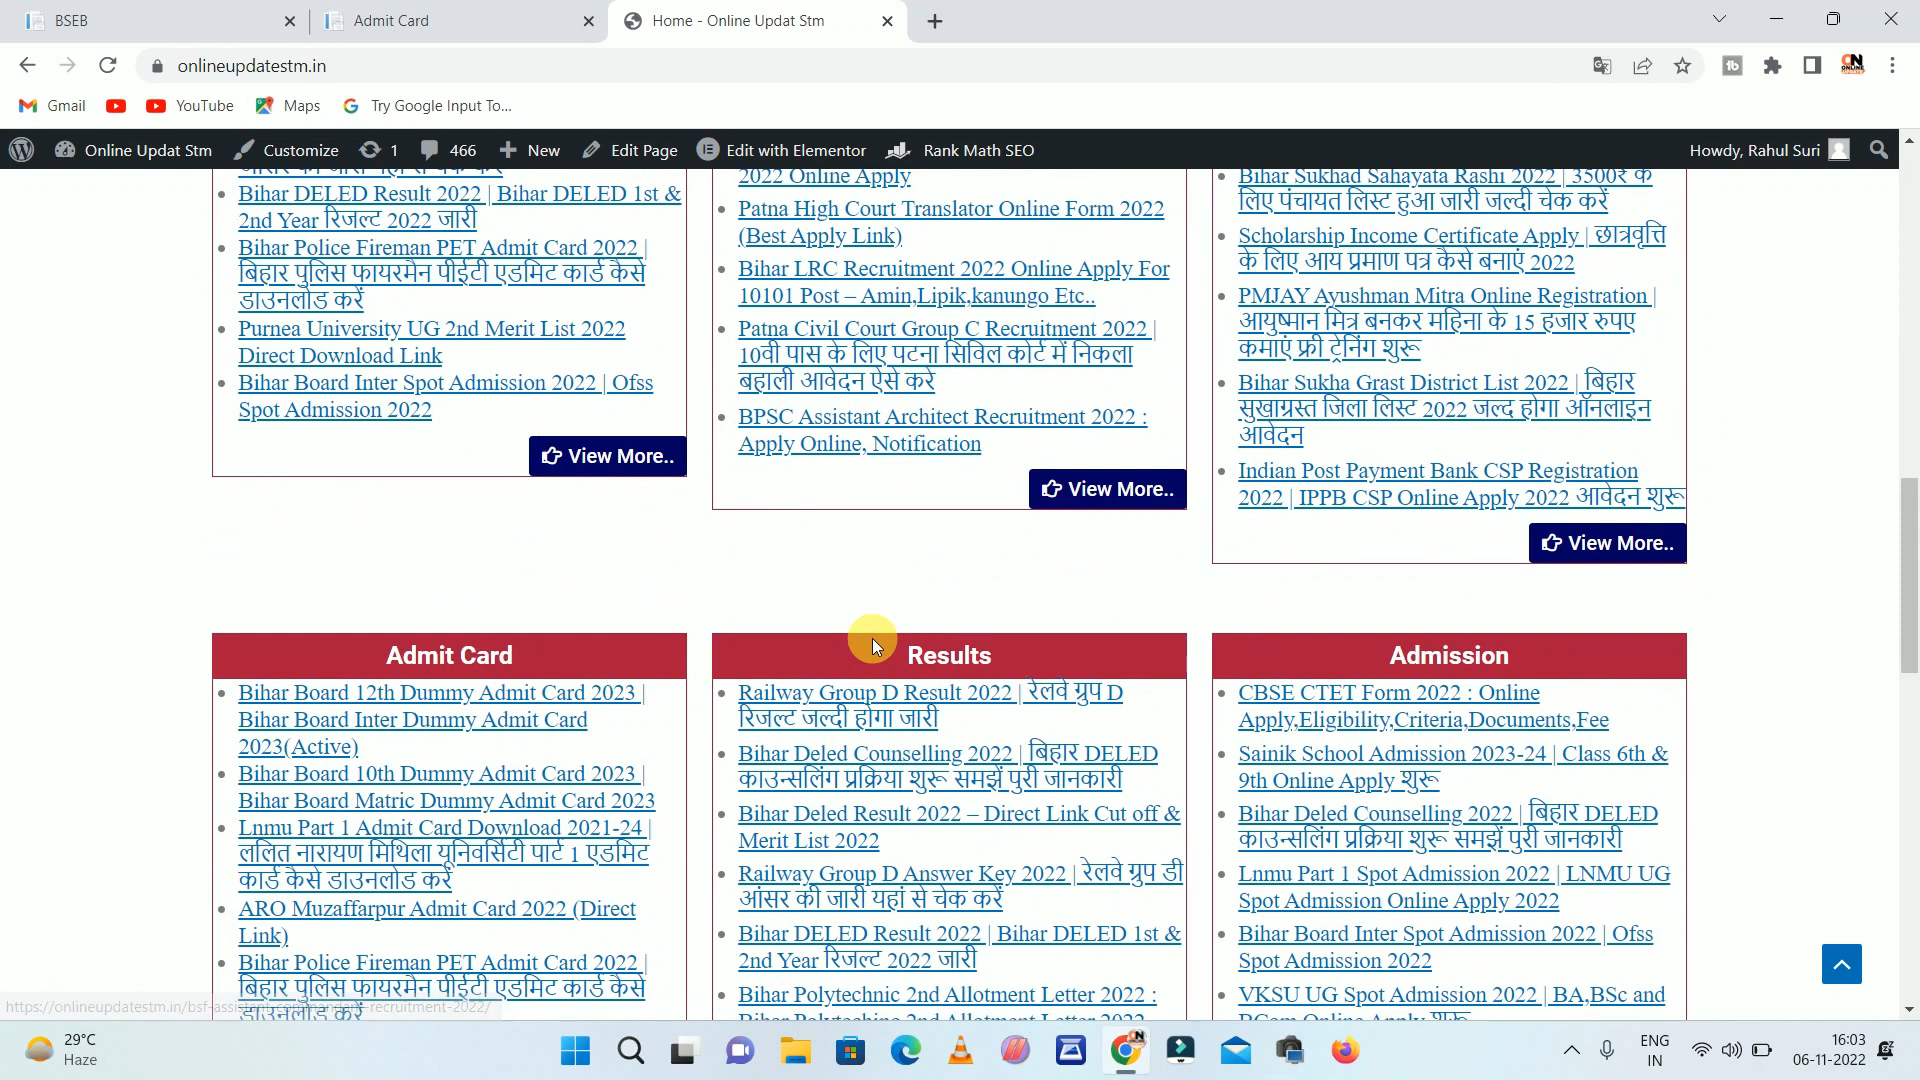 BSEB
Admit Card
Home - Online Updat Stm
onlineupdatestm.in
Gmail
YouTube
Maps
Try Google Input To...
Online Updat Stm
Customize
1
466
New
Edit Page
Edit with Elementor
Rank Math SEO
Howdy, Rahul Suri
Bihar DELED Result 2022 | Bihar DELED 1st &
2nd Year रिजल्ट 2022 जारी
Bihar Police Fireman PET Admit Card 2022 |
बिहार पुलिस फायरमैन पीईटी एडमिट कार्ड कैसे
डाउनलोड करें
Purnea University UG 2nd Merit List 2022
Direct Download Link
Bihar Board Inter Spot Admission 2022 | Ofss
Spot Admission 2022
View More..
2022 Online Apply
Patna High Court Translator Online Form 2022
(Best Apply Link)
Bihar LRC Recruitment 2022 Online Apply For
10101 Post – Amin,Lipik,kanungo Etc..
Patna Civil Court Group C Recruitment 2022 |
10वी पास के लिए पटना सिविल कोर्ट में निकला
बहाली आवेदन ऐसे करे
BPSC Assistant Architect Recruitment 2022 :
Apply Online, Notification
View More..
Bihar Sukhad Sahayata Rashi 2022 | 3500₹ के
लिए पंचायत लिस्ट हुआ जारी जल्दी चेक करें
Scholarship Income Certificate Apply | छात्रवृत्ति
के लिए आय प्रमाण पत्र कैसे बनाएं 2022
PMJAY Ayushman Mitra Online Registration |
आयुष्मान मित्र बनकर महिना के 15 हजार रुपए
कमाएं फ्री ट्रेनिंग शुरू
Bihar Sukha Grast District List 2022 | बिहार
सुखाग्रस्त जिला लिस्ट 2022 जल्द होगा ऑनलाइन
आवेदन
Indian Post Payment Bank CSP Registration
2022 | IPPB CSP Online Apply 2022 आवेदन शुरू
View More..
Admit Card
Bihar Board 12th Dummy Admit Card 2023 |
Bihar Board Inter Dummy Admit Card
2023(Active)
Bihar Board 10th Dummy Admit Card 2023 |
Bihar Board Matric Dummy Admit Card 2023
Lnmu Part 1 Admit Card Download 2021-24 |
ललित नारायण मिथिला यूनिवर्सिटी पार्ट 1 एडमिट
कार्ड कैसे डाउनलोड करें
ARO Muzaffarpur Admit Card 2022 (Direct
Link)
Bihar Police Fireman PET Admit Card 2022 |
बिहार पुलिस फायरमैन पीईटी एडमिट कार्ड कैसे
डाउनलोड करें
Results
Railway Group D Result 2022 | रेलवे ग्रुप D
रिजल्ट जल्दी होगा जारी
Bihar Deled Counselling 2022 | बिहार DELED
काउन्सलिंग प्रक्रिया शुरू समझें पुरी जानकारी
Bihar Deled Result 2022 – Direct Link Cut off &
Merit List 2022
Railway Group D Answer Key 2022 | रेलवे ग्रुप डी
आंसर की जारी यहां से चेक करें
Bihar DELED Result 2022 | Bihar DELED 1st &
2nd Year रिजल्ट 2022 जारी
Bihar Polytechnic 2nd Allotment Letter 2022 :
Admission
CBSE CTET Form 2022 : Online
Apply,Eligibility,Criteria,Documents,Fee
Sainik School Admission 2023-24 | Class 6th &
9th Online Apply शुरू
Bihar Deled Counselling 2022 | बिहार DELED
काउन्सलिंग प्रक्रिया शुरू समझें पुरी जानकारी
Lnmu Part 1 Spot Admission 2022 | LNMU UG
Spot Admission Online Apply 2022
Bihar Board Inter Spot Admission 2022 | Ofss
Spot Admission 2022
VKSU UG Spot Admission 2022 | BA,BSc and
https://onlineupdatestm.in/bsf-assistant-commandant-recruitment-2022/
29°C
Haze
ENG
IN
16:03
06-11-2022